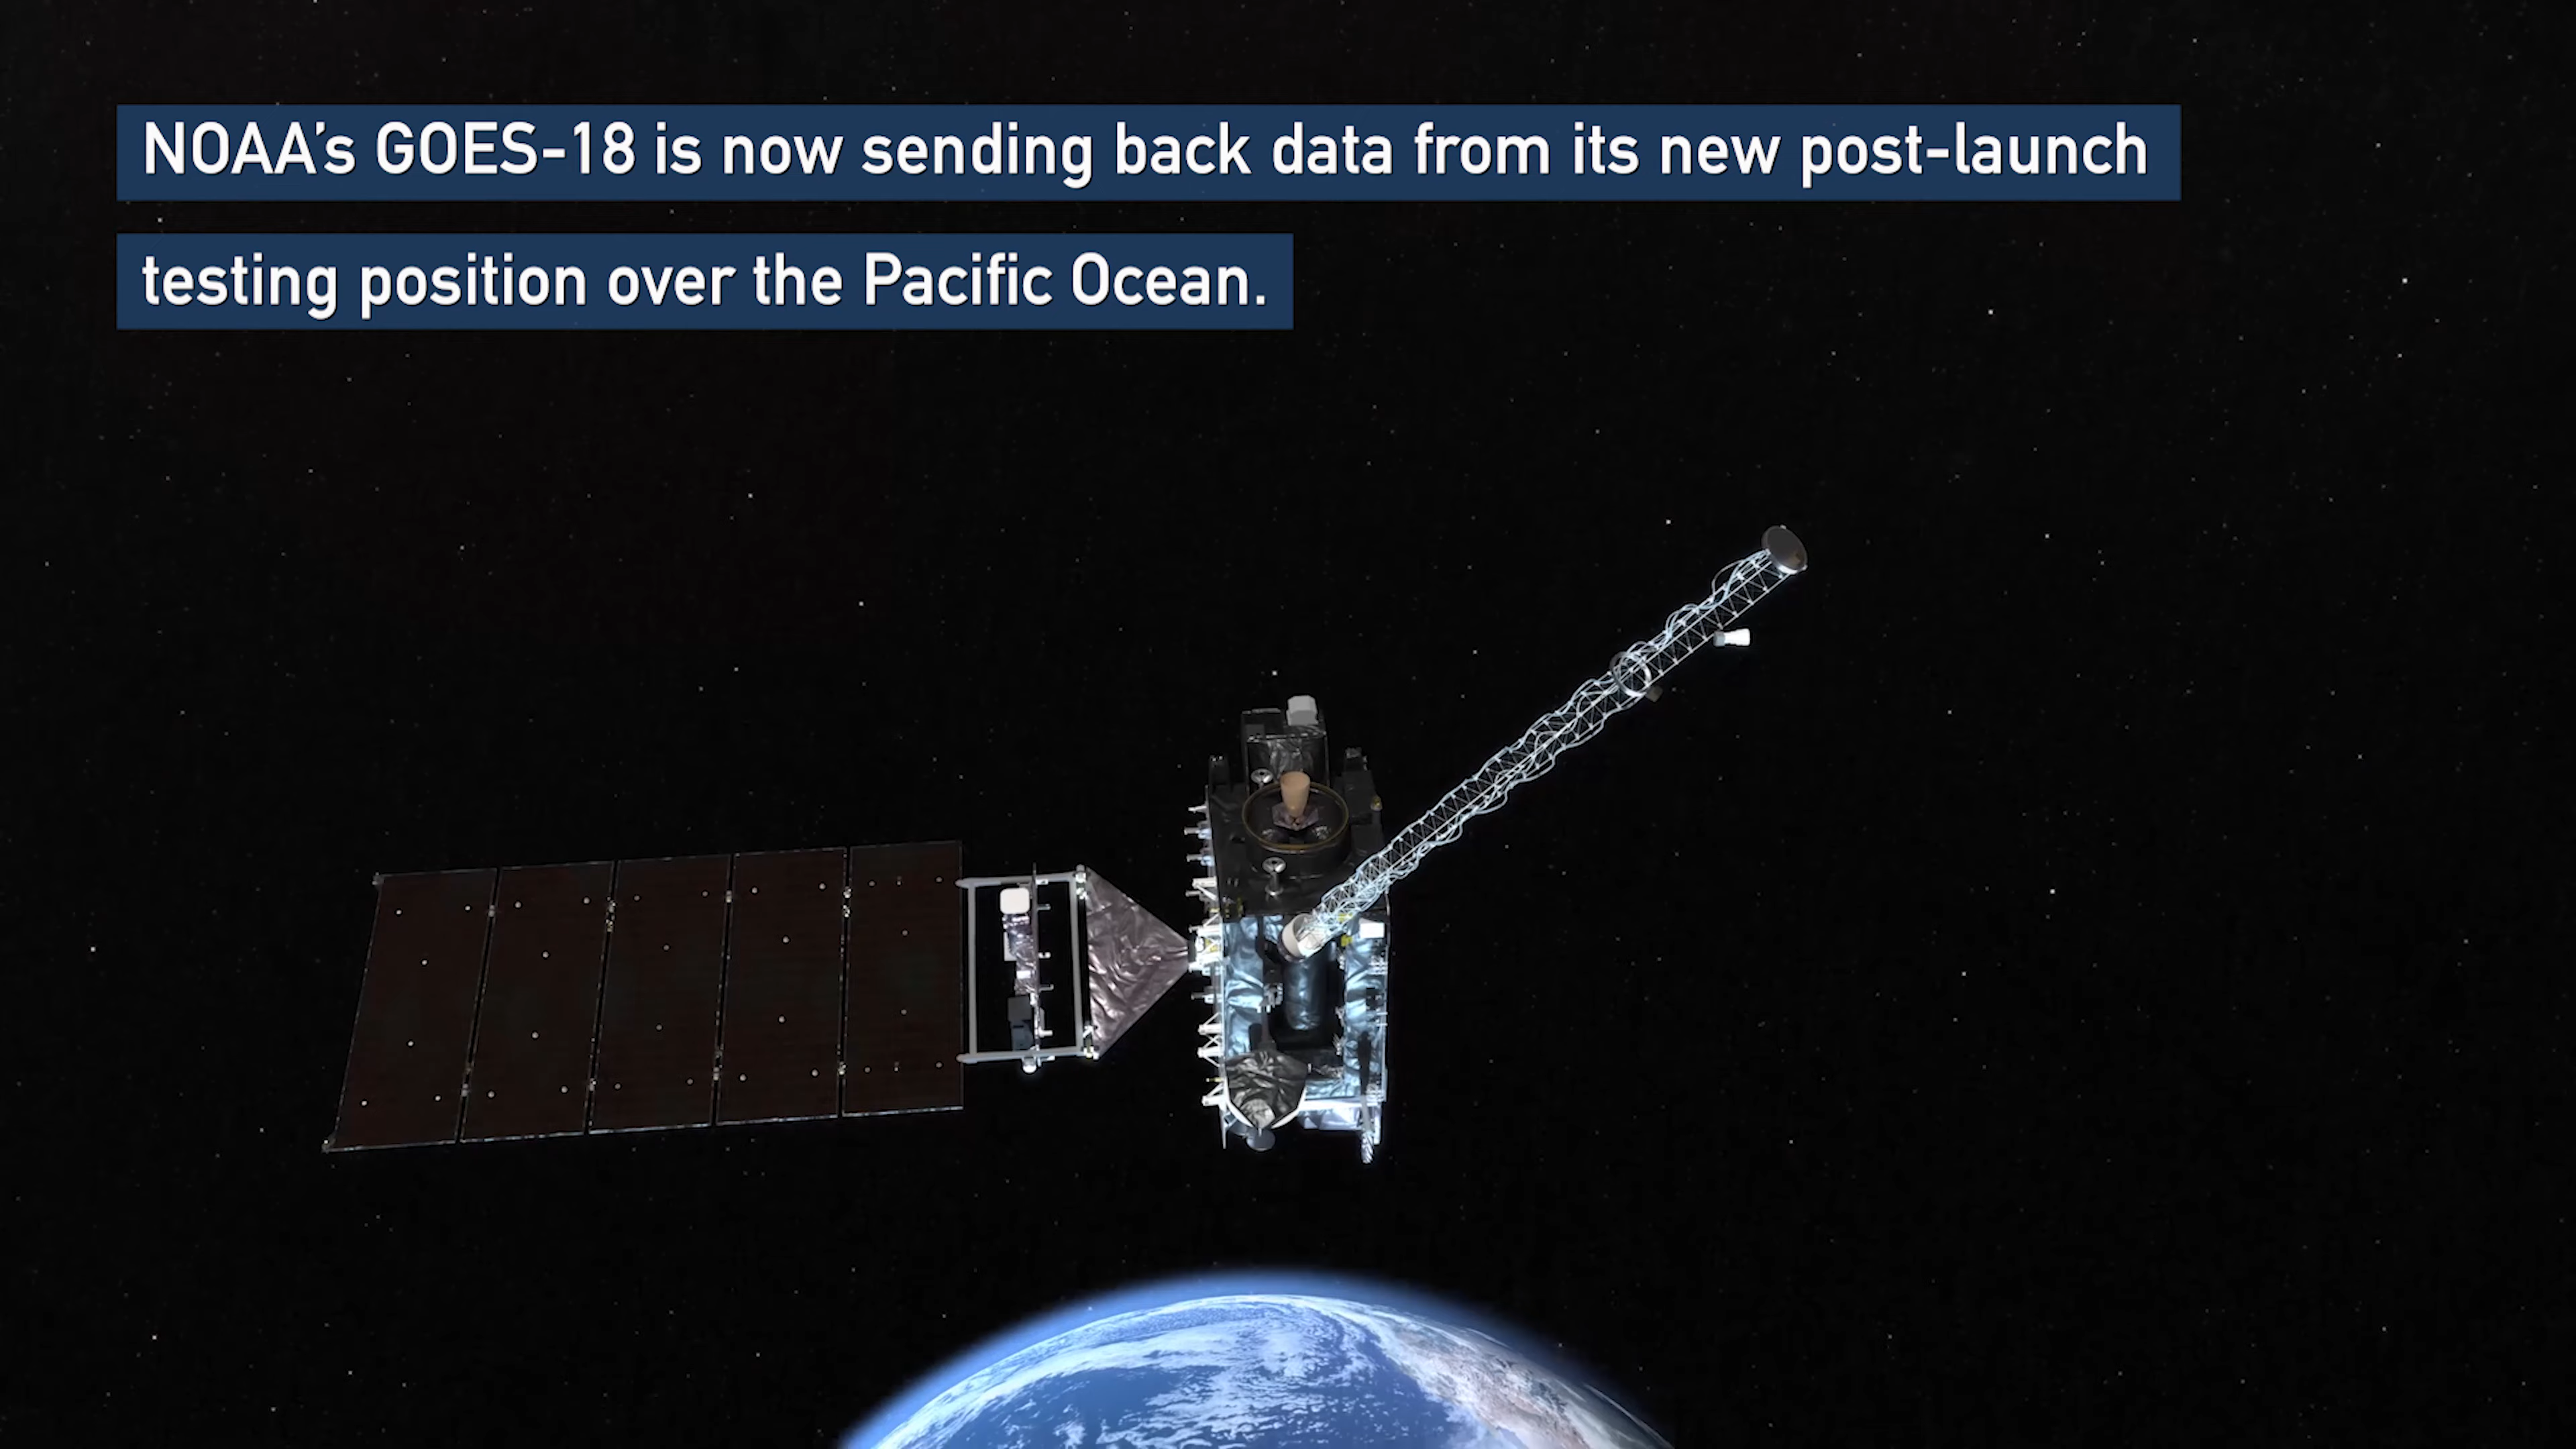 NOAA’s GOES-18 is now sending back data from its new post-launch
testing position over the Pacific Ocean.